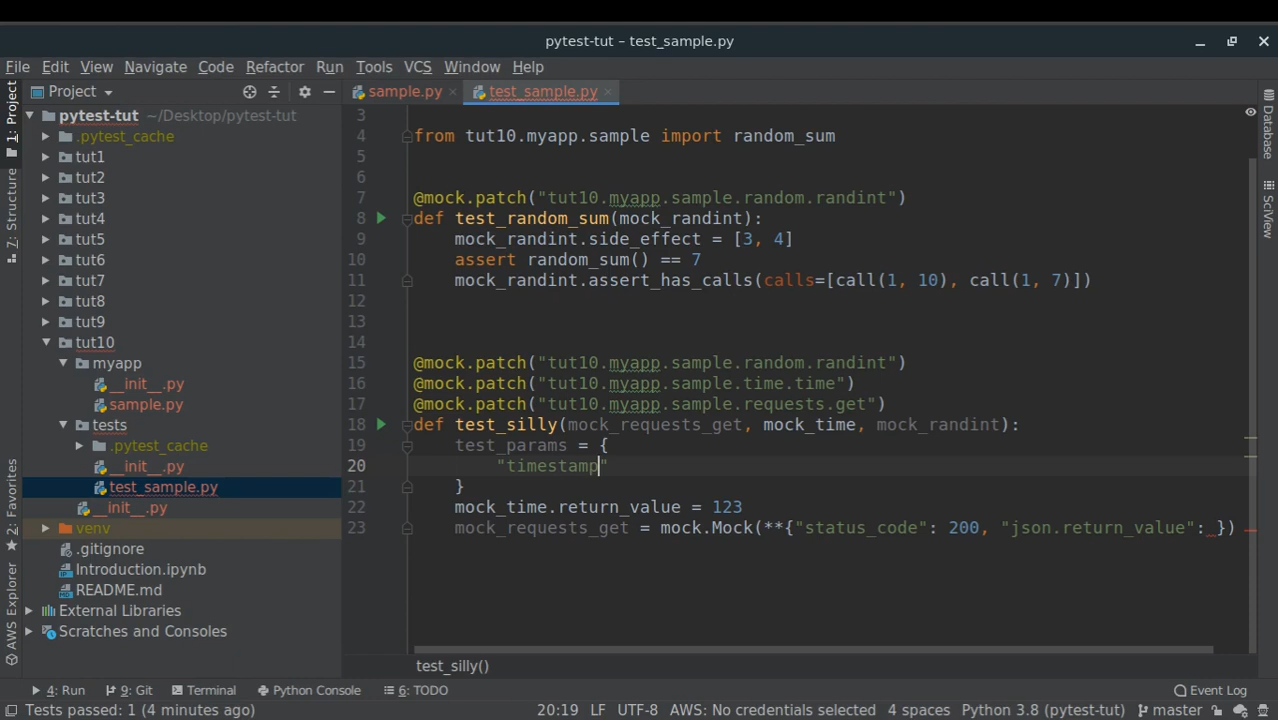 pytest-tut – test_sample.py
File Edit View Navigate Code Refactor Run Tools VCS Window Help
Project
sample.py
test_sample.py
1: Project
7: Structure
2: Favorites
AWS Explorer
Database
SciView
pytest-tut ~/Desktop/pytest-tut
.pytest_cache
tut1
tut2
tut3
tut4
tut5
tut6
tut7
tut8
tut9
tut10
myapp
__init__.py
sample.py
tests
.pytest_cache
__init__.py
test_sample.py
__init__.py
venv
.gitignore
Introduction.ipynb
README.md
External Libraries
Scratches and Consoles
3
4 from tut10.myapp.sample import random_sum
5
6
7 @mock.patch("tut10.myapp.sample.random.randint")
8 def test_random_sum(mock_randint):
9 mock_randint.side_effect = [3, 4]
10 assert random_sum() == 7
11 mock_randint.assert_has_calls(calls=[call(1, 10), call(1, 7)])
12
13
14
15 @mock.patch("tut10.myapp.sample.random.randint")
16 @mock.patch("tut10.myapp.sample.time.time")
17 @mock.patch("tut10.myapp.sample.requests.get")
18 def test_silly(mock_requests_get, mock_time, mock_randint):
19 test_params = {
20 "timestamp"
21 }
22 mock_time.return_value = 123
23 mock_requests_get = mock.Mock(**{"status_code": 200, "json.return_value": })
test_silly()
4: Run 9: Git Terminal Python Console 6: TODO Event Log
Tests passed: 1 (4 minutes ago) 20:19 LF UTF-8 AWS: No credentials selected 4 spaces Python 3.8 (pytest-tut) master